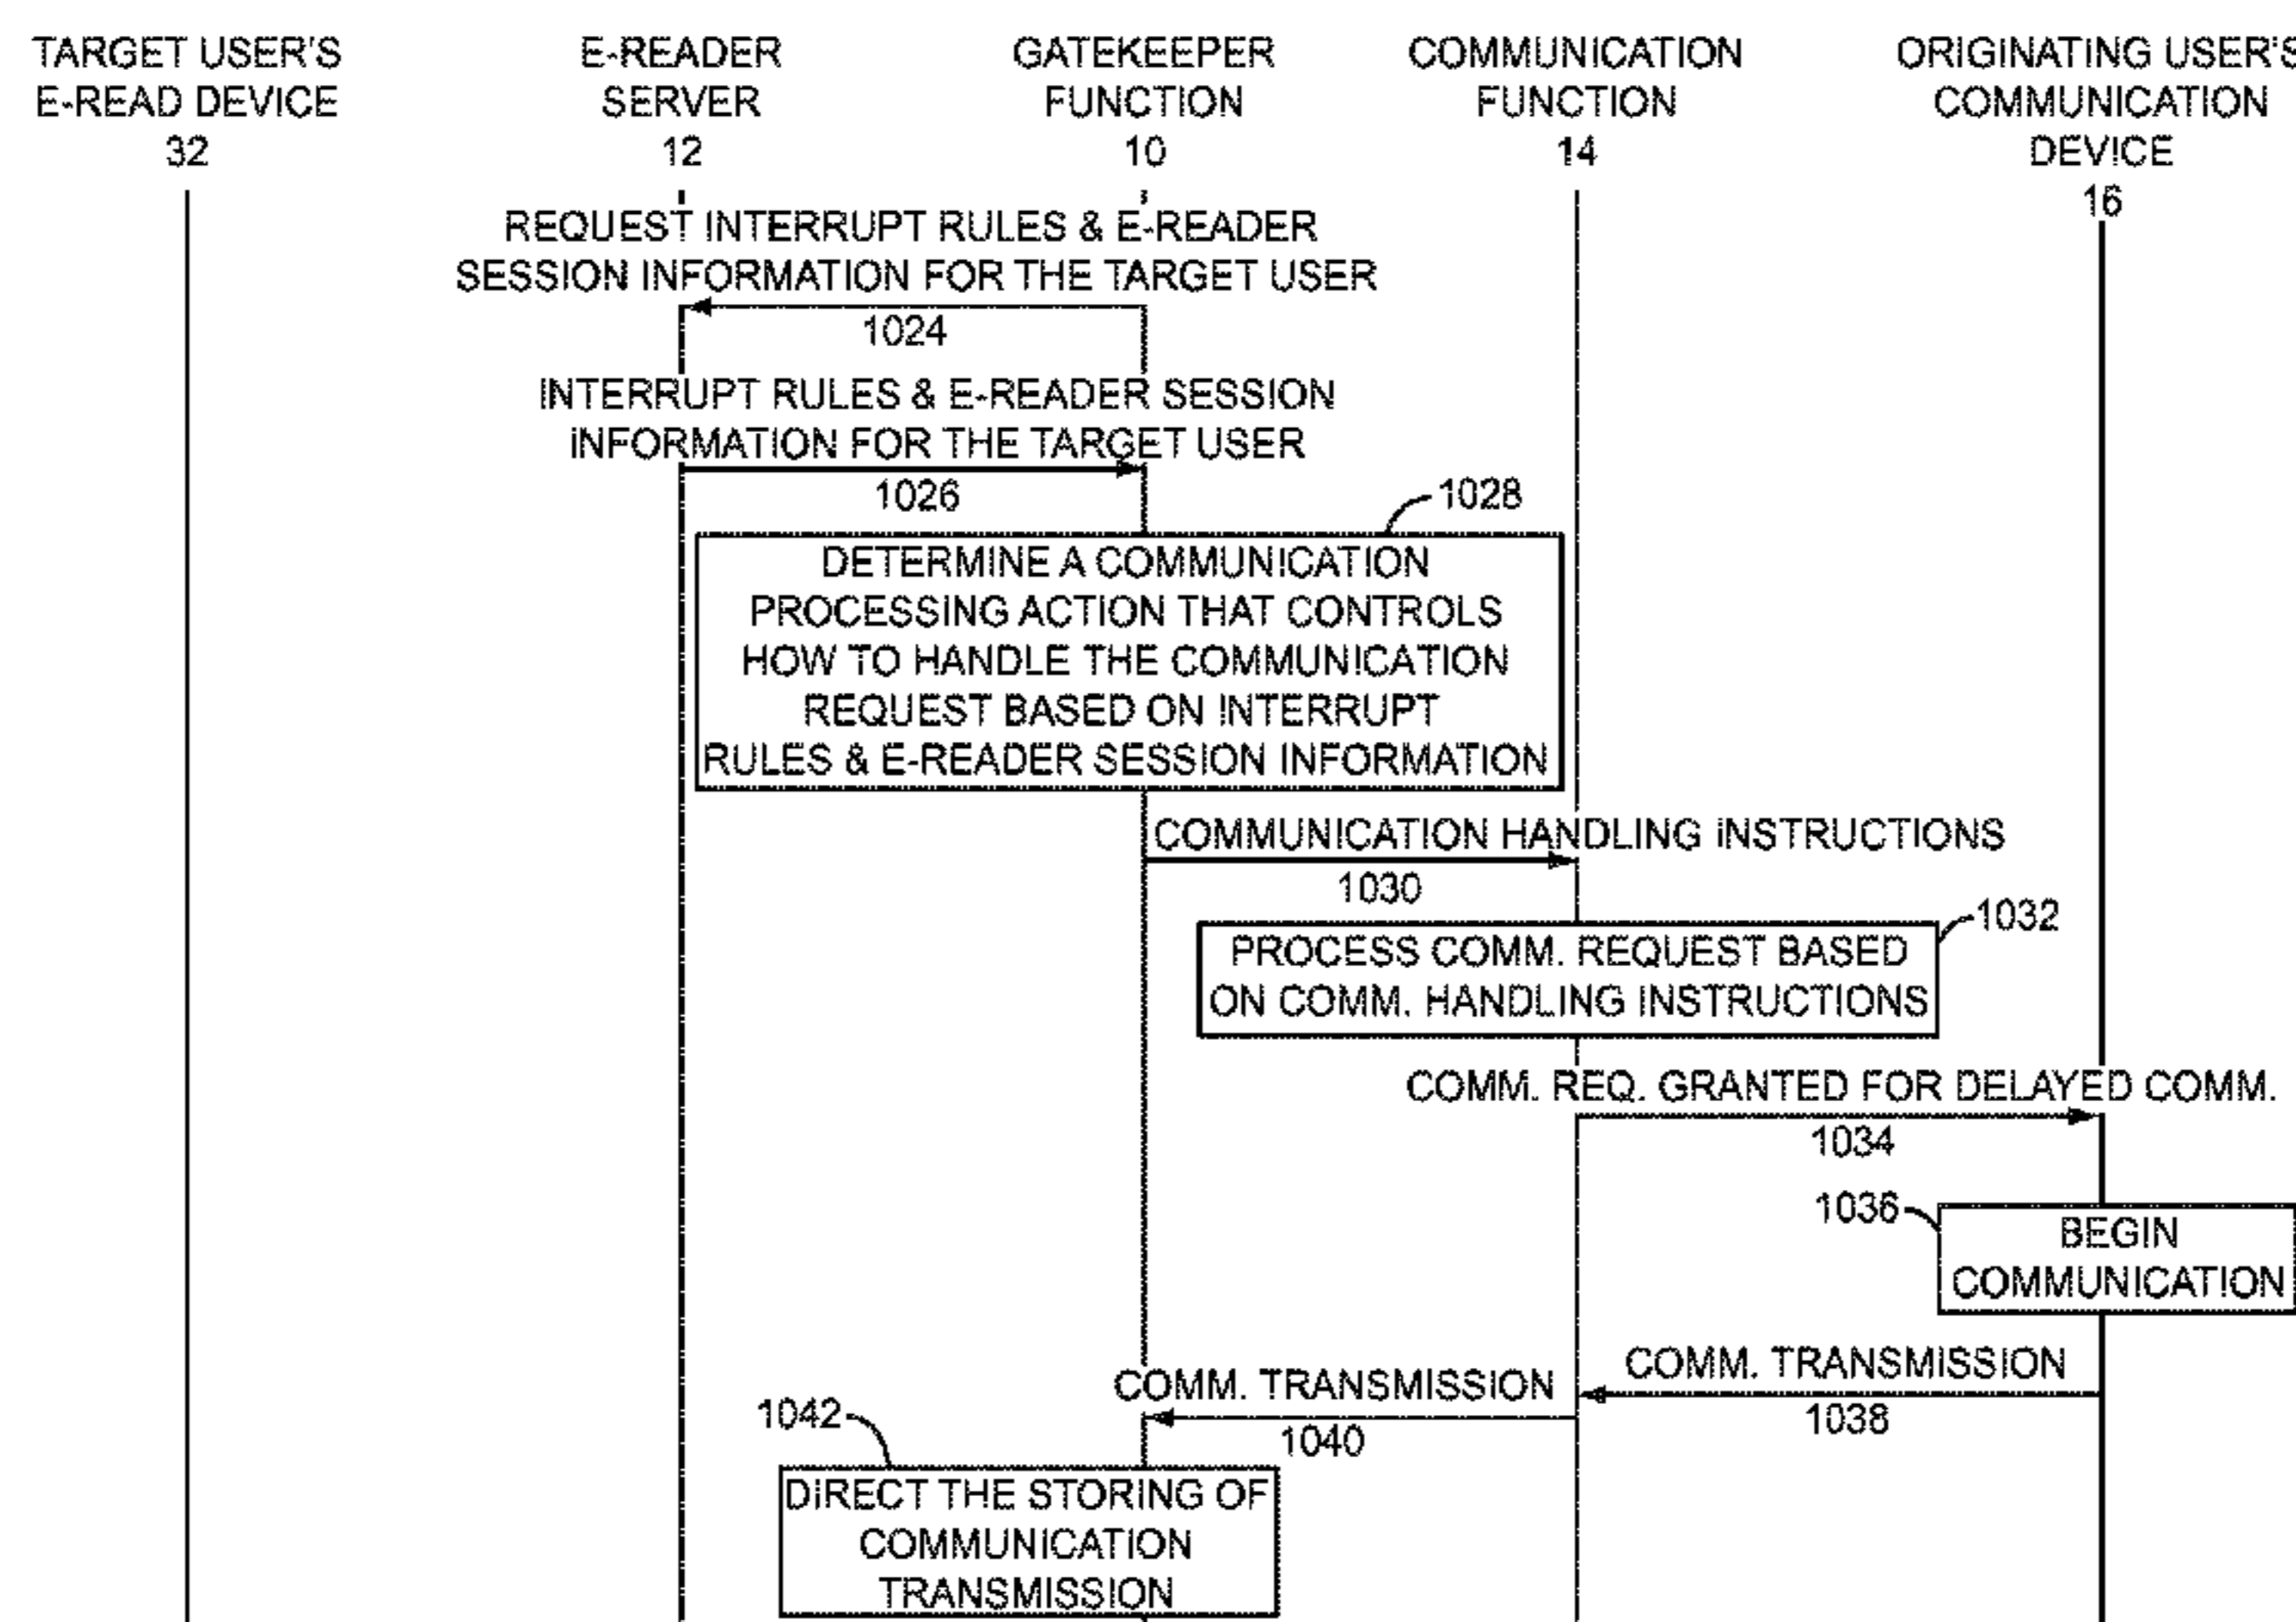 TARGET USER'S
E-READ DEVICE
32
E-READER
SERVER
12
GATEKEEPER
FUNCTION
10
COMMUNICATION
FUNCTION
14
ORIGINATING USER'S
COMMUNICATION
DEVICE
16
REQUEST INTERRUPT RULES & E-READER
SESSION INFORMATION FOR THE TARGET USER
1024
INTERRUPT RULES & E-READER SESSION
INFORMATION FOR THE TARGET USER
1026
1028
DETERMINE A COMMUNICATION
PROCESSING ACTION THAT CONTROLS
HOW TO HANDLE THE COMMUNICATION
REQUEST BASED ON INTERRUPT
RULES & E-READER SESSION INFORMATION
COMMUNICATION HANDLING INSTRUCTIONS
1030
1032
PROCESS COMM. REQUEST BASED
ON COMM. HANDLING INSTRUCTIONS
COMM. REQ. GRANTED FOR DELAYED COMM.
1034
1036
BEGIN
COMMUNICATION
COMM. TRANSMISSION
1038
COMM. TRANSMISSION
1040
1042
DIRECT THE STORING OF
COMMUNICATION
TRANSMISSION